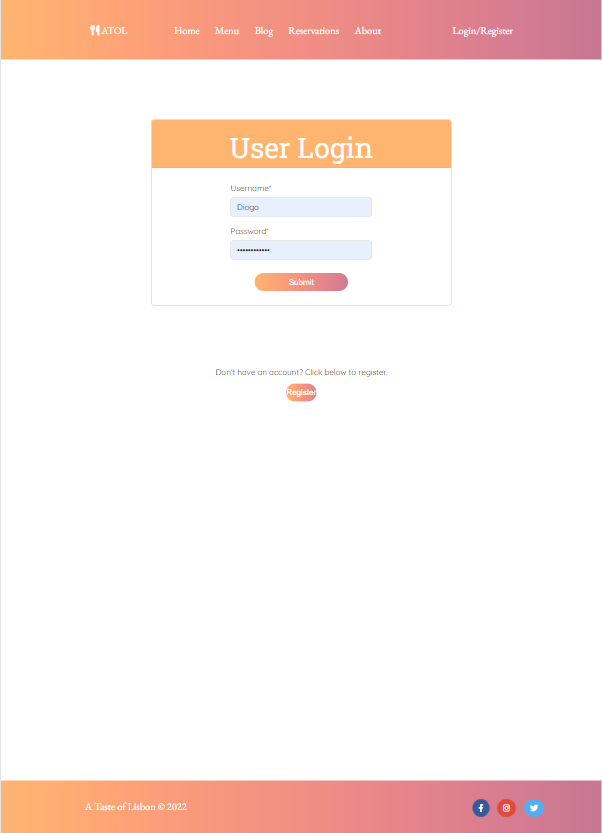 ATOL Home Menu Blog Reservations About Login/Register
User Login
Username*
Diogo
Password*
••••••••••••
Submit
Don't have an account? Click below to register.
Register
A Taste of Lisbon © 2022